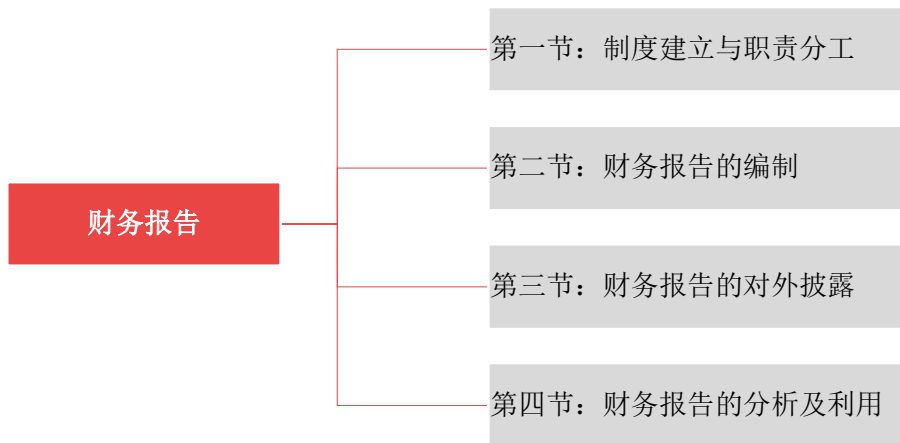 财务报告
第一节：制度建立与职责分工
第二节：财务报告的编制
第三节：财务报告的对外披露
第四节：财务报告的分析及利用